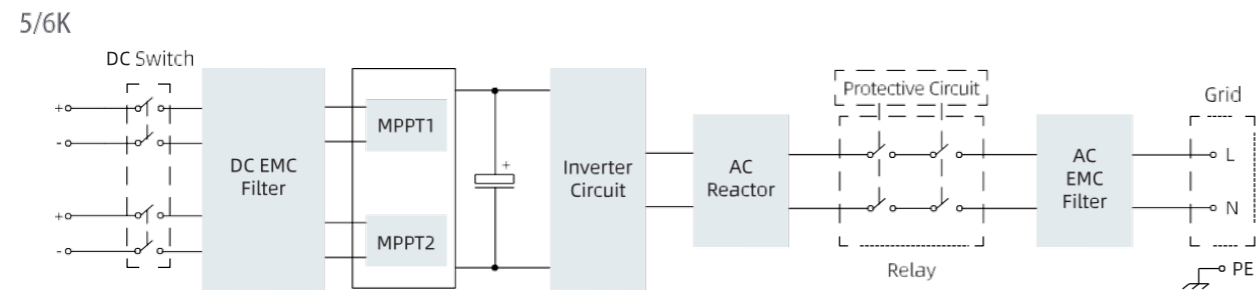 5/6K
DC Switch
+
-
+
-
DC EMC
Filter
MPPT1
MPPT2
+
Inverter
Circuit
AC
Reactor
Protective Circuit
Relay
AC
EMC
Filter
Grid
L
N
PE